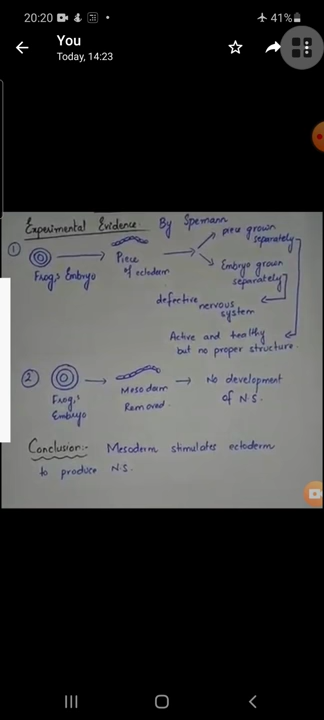 20:20
41%
You
Today, 14:23
Experimental Evidence By Spemann
1 Frog,s Embryo
Piece of ectoderm
piece grown separately
Embryo grown separately
defective nervous system
Active and healthy but no proper structure.
2 Frog,s Embryo
Mesoderm Removed.
No development of N.S.
Conclusion:- Mesoderm stimulates ectoderm
to produce N.S.